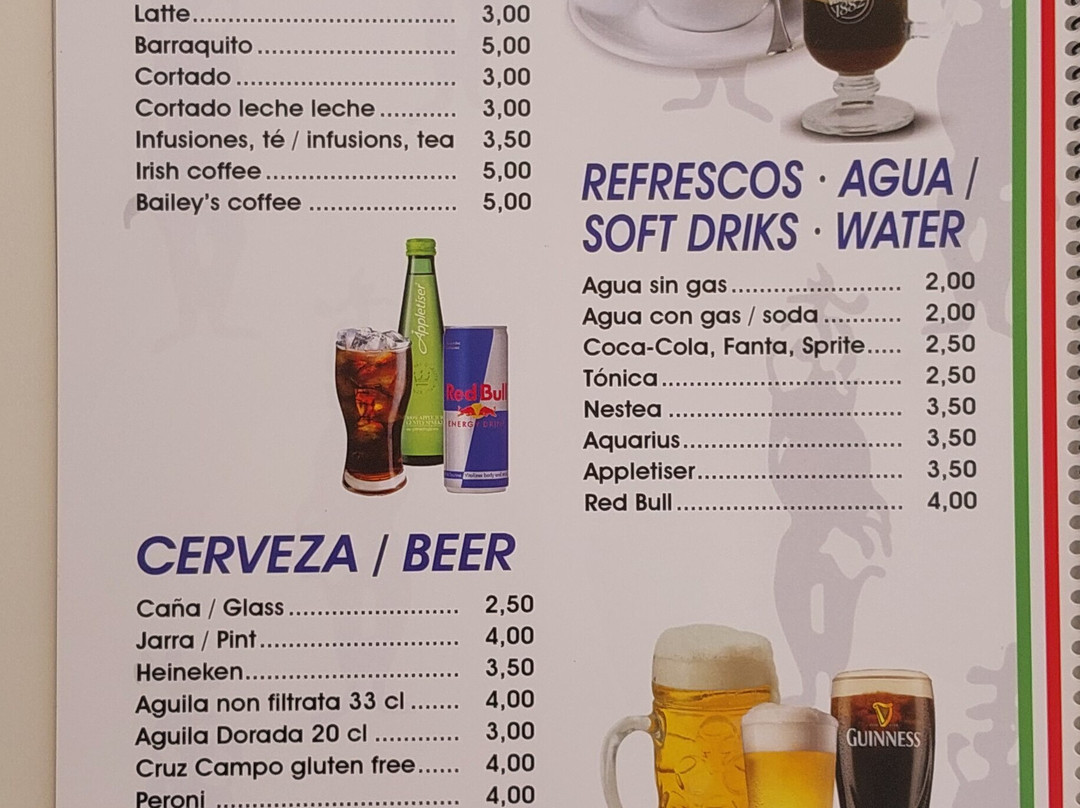 Latte 3,00
Barraquito 5,00
Cortado 3,00
Cortado leche leche 3,00
Infusiones, té / infusions, tea 3,50
Irish coffee 5,00
Bailey's coffee 5,00
1882
Appletiser
Red Bull
ENERGY DRINK
CERVEZA / BEER
Caña / Glass 2,50
Jarra / Pint 4,00
Heineken 3,50
Aguila non filtrata 33 cl 4,00
Aguila Dorada 20 cl 3,00
Cruz Campo gluten free 4,00
Peroni 4,00
REFRESCOS · AGUA /
SOFT DRIKS · WATER
Agua sin gas 2,00
Agua con gas / soda 2,00
Coca-Cola, Fanta, Sprite 2,50
Tónica 2,50
Nestea 3,50
Aquarius 3,50
Appletiser 3,50
Red Bull 4,00
GUINNESS